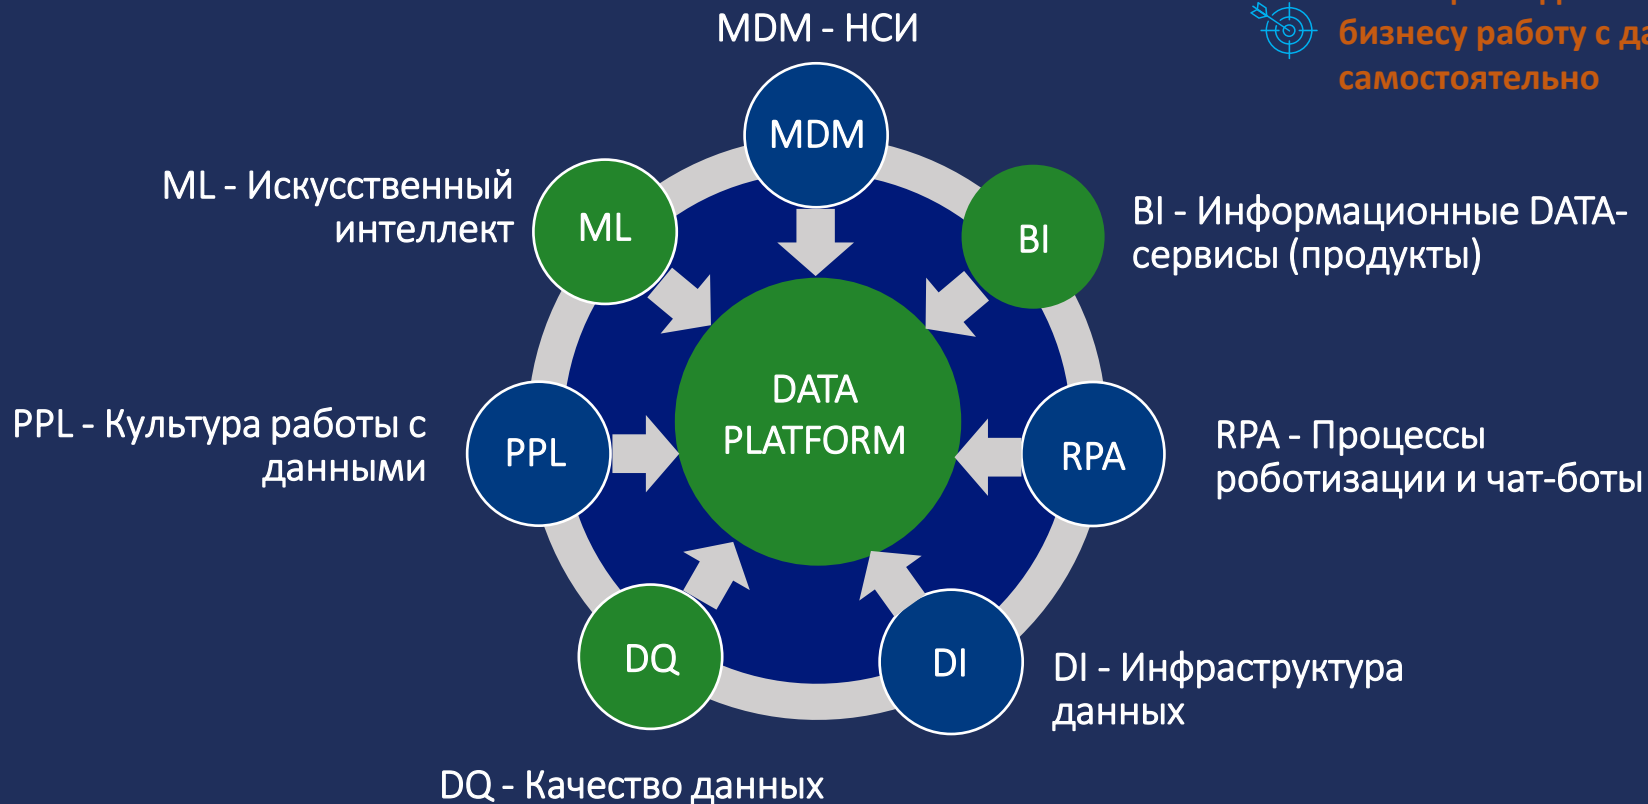 MDM - НСИ
бизнесу работу с
самостоятельно
MDM
ML - Искусственный
интеллект
ML
BI
BI - Информационные DATA-
сервисы (продукты)
DATA
PLATFORM
PPL - Культура работы с
данными
PPL
RPA
RPA - Процессы
роботизации и чат-боты
DQ
DI
DI - Инфраструктура
данных
DQ - Качество данных